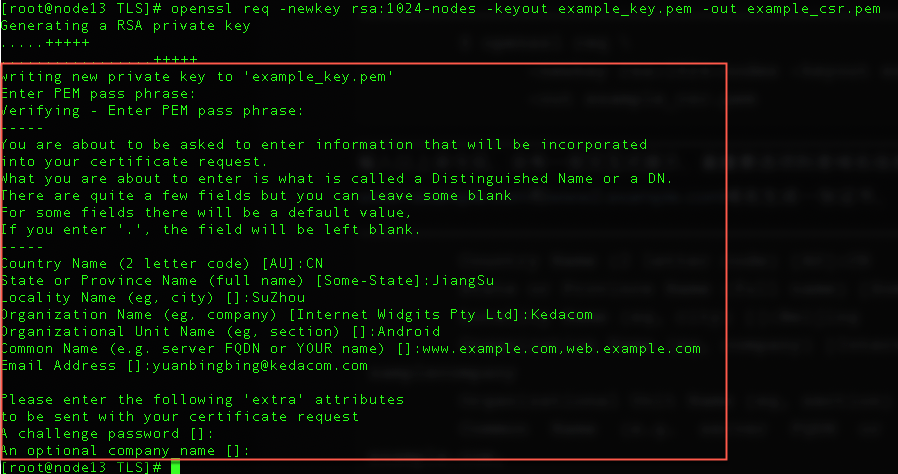 [root@node13 TLS]# openssl req -newkey rsa:1024-nodes -keyout example_key.pem -out example_csr.pem
Generating a RSA private key
.....+++++
..................+++++
writing new private key to 'example_key.pem'
Enter PEM pass phrase:
Verifying - Enter PEM pass phrase:
-----
You are about to be asked to enter information that will be incorporated
into your certificate request.
What you are about to enter is what is called a Distinguished Name or a DN.
There are quite a few fields but you can leave some blank
For some fields there will be a default value,
If you enter '.', the field will be left blank.
-----
Country Name (2 letter code) [AU]:CN
State or Province Name (full name) [Some-State]:JiangSu
Locality Name (eg, city) []:SuZhou
Organization Name (eg, company) [Internet Widgits Pty Ltd]:Kedacom
Organizational Unit Name (eg, section) []:Android
Common Name (e.g. server FQDN or YOUR name) []:www.example.com,web.example.com
Email Address []:yuanbingbing@kedacom.com
Please enter the following 'extra' attributes
to be sent with your certificate request
A challenge password []:
An optional company name []:
[root@node13 TLS]#